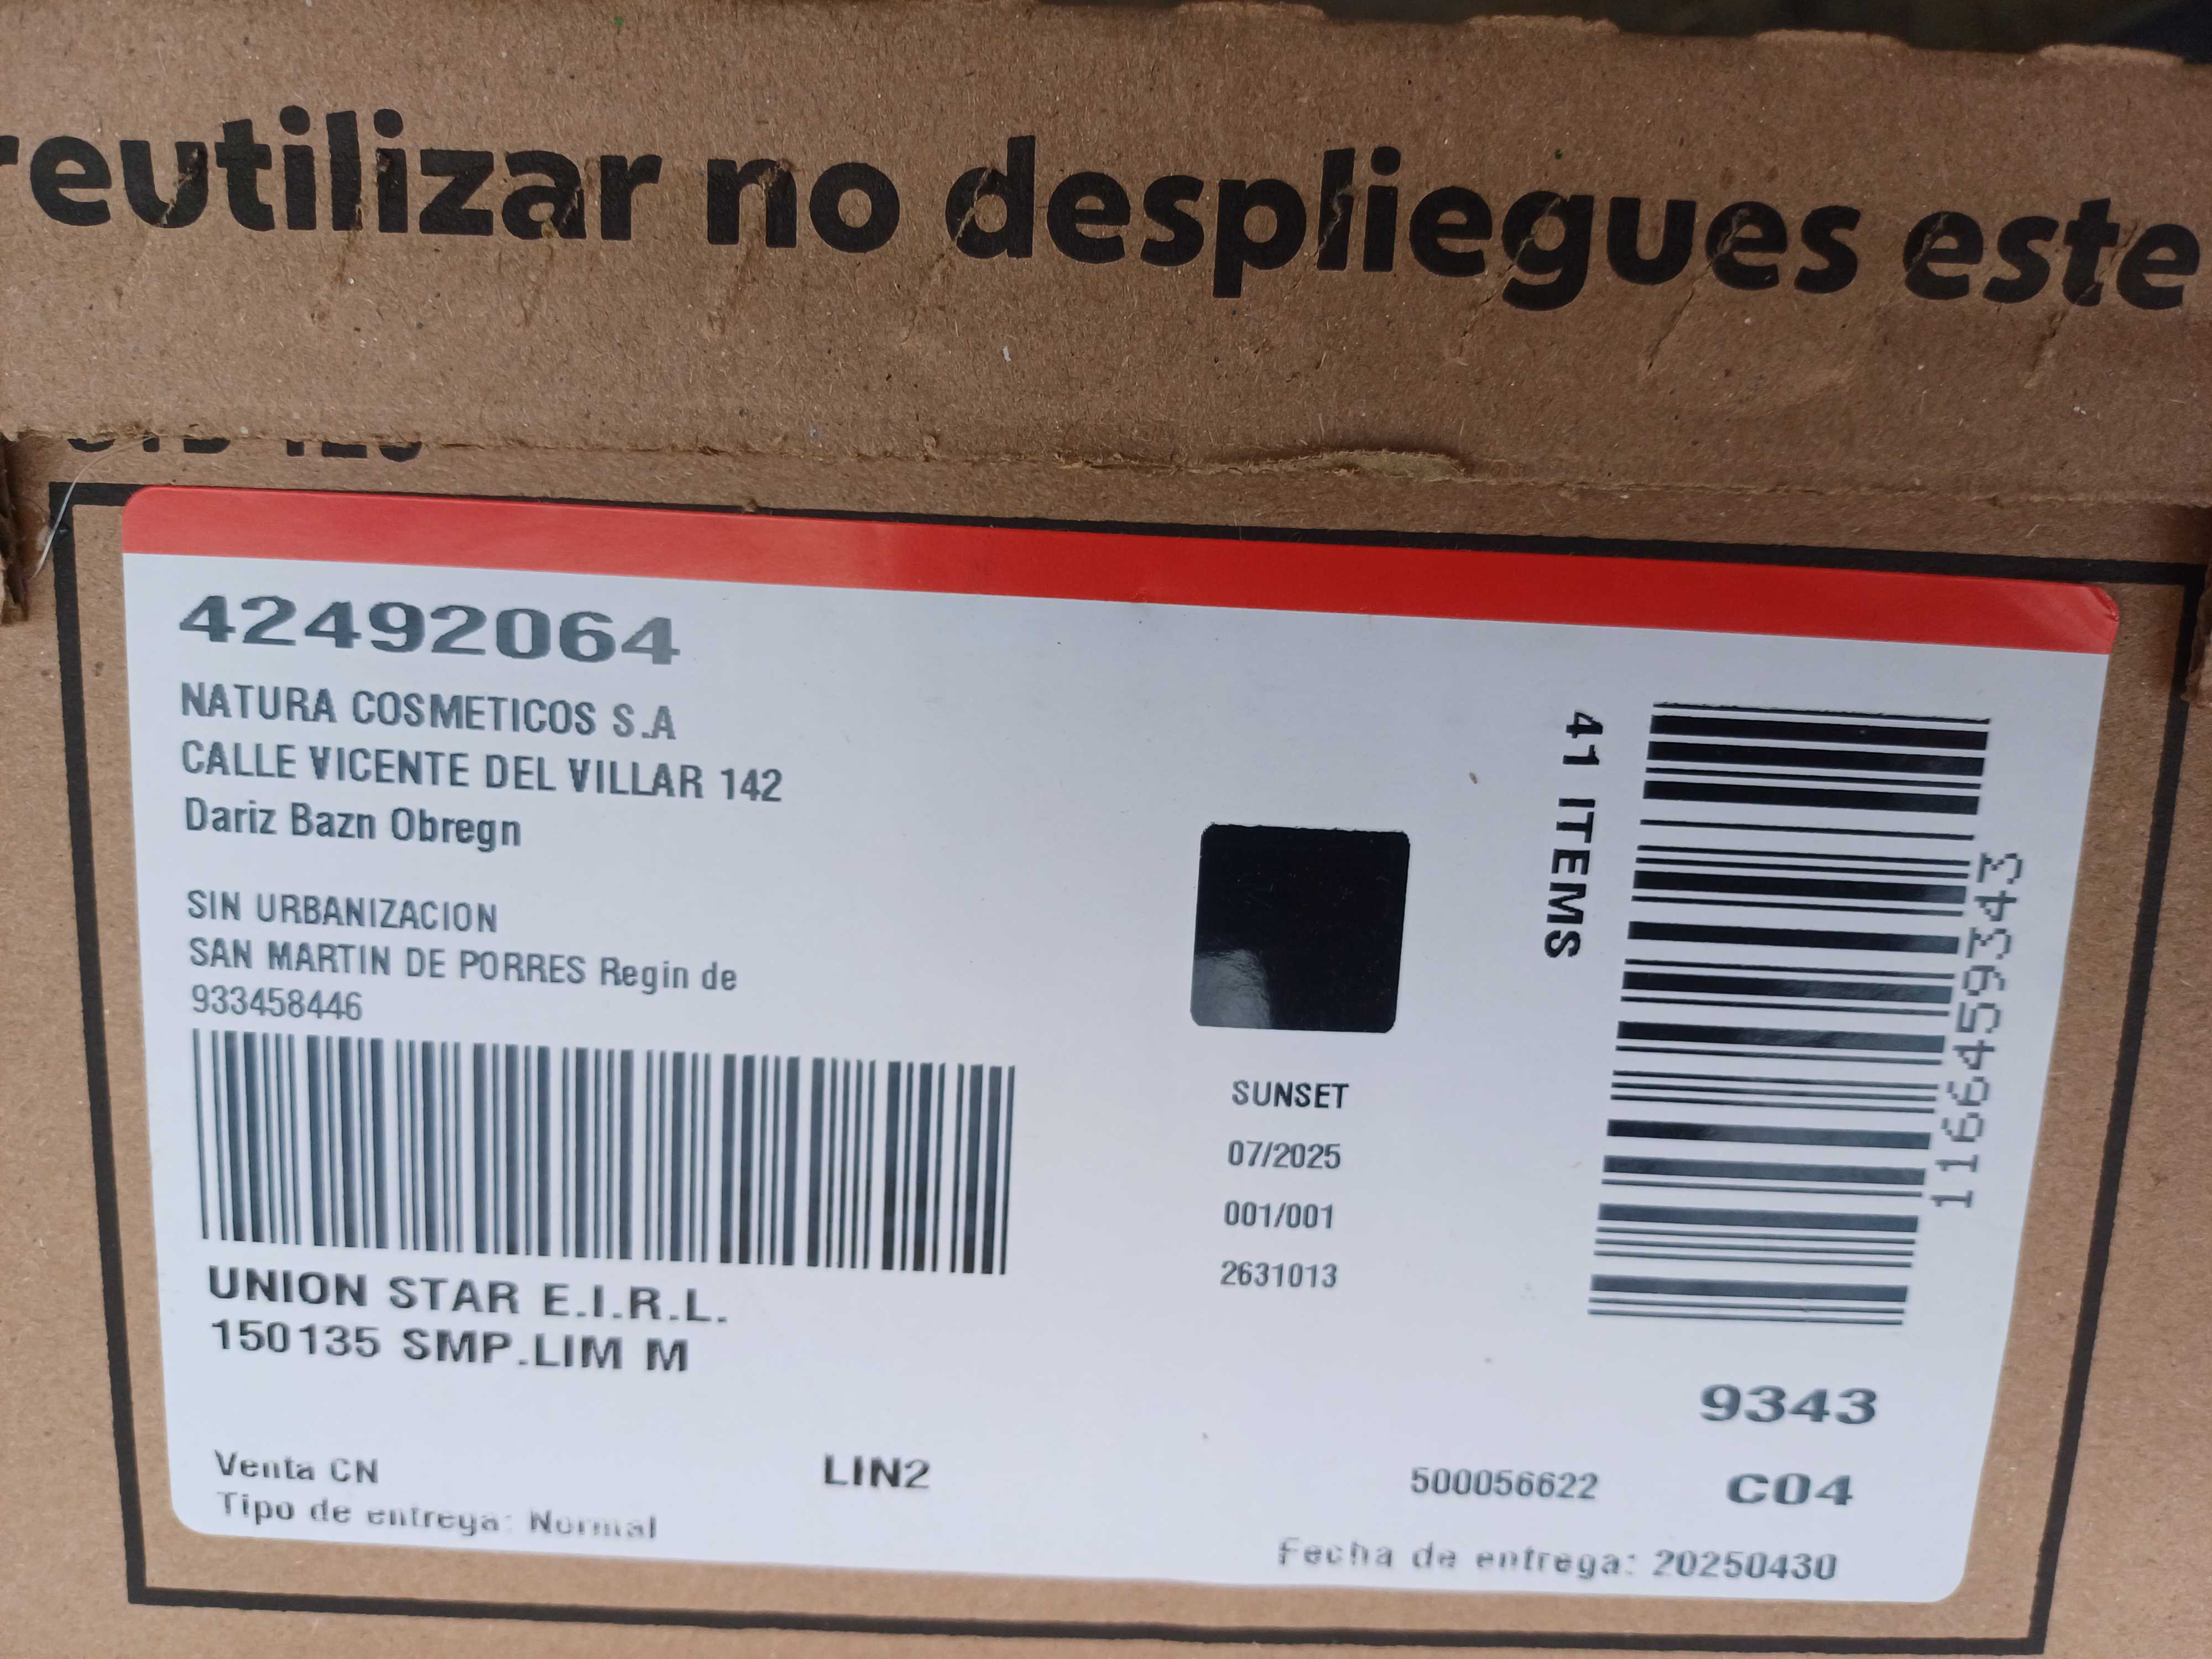 reutilizar no despliegues este
42492064
NATURA COSMETICOS S.A
CALLE VICENTE DEL VILLAR 142
Dariz Bazn Obregn
SIN URBANIZACION
SAN MARTIN DE PORRES Regin de
933458446
UNION STAR E.I.R.L.
150135 SMP.LIM M
Venta CN
Tipo de entrega: Normal
LIN2
SUNSET
07/2025
001/001
2631013
41 ITEMS
1166459343
9343
500056622 C04
Fecha de entrega: 20250430